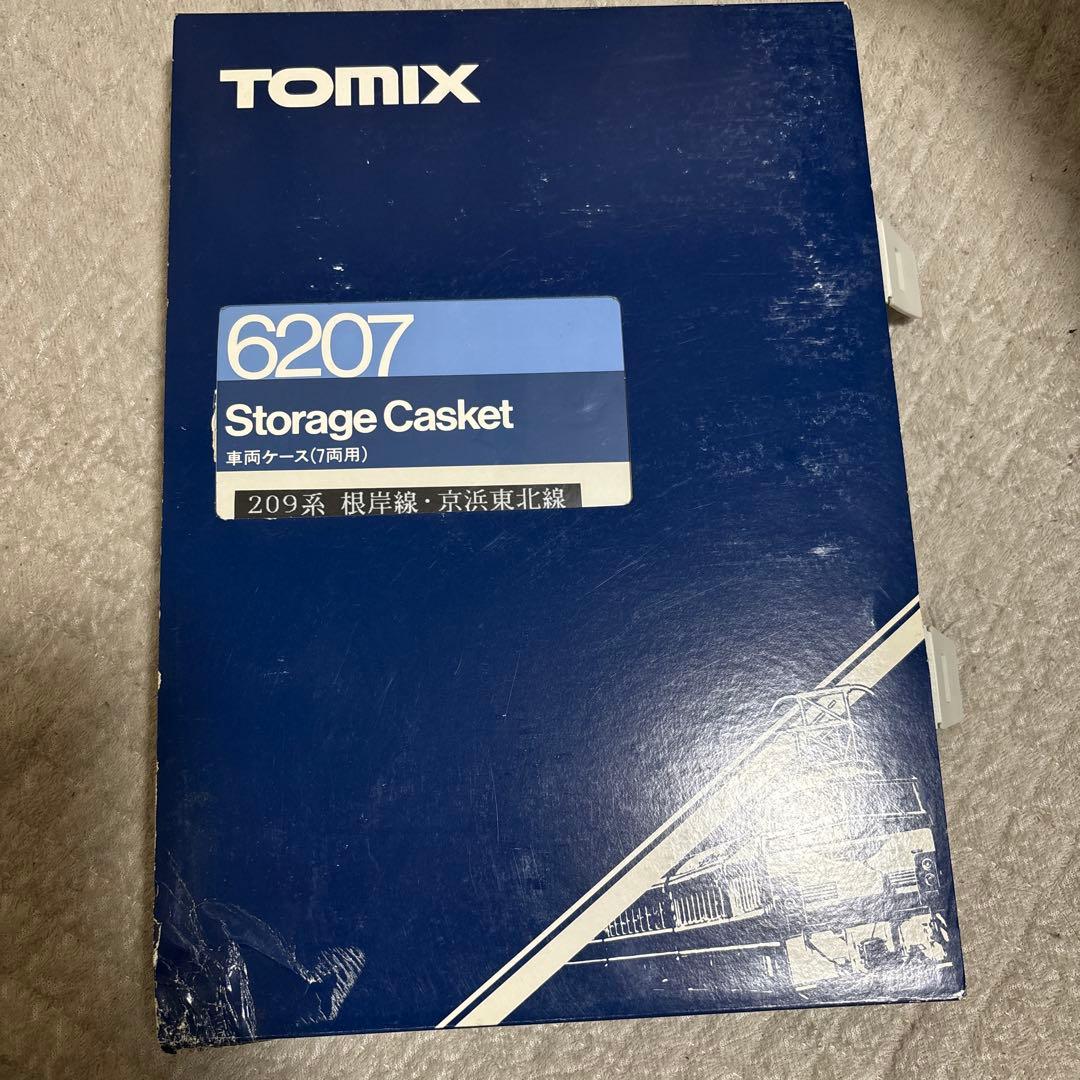 TOMIX
6207
Storage Casket
車両ケース(7両用)
209系 根岸線・京浜東北線